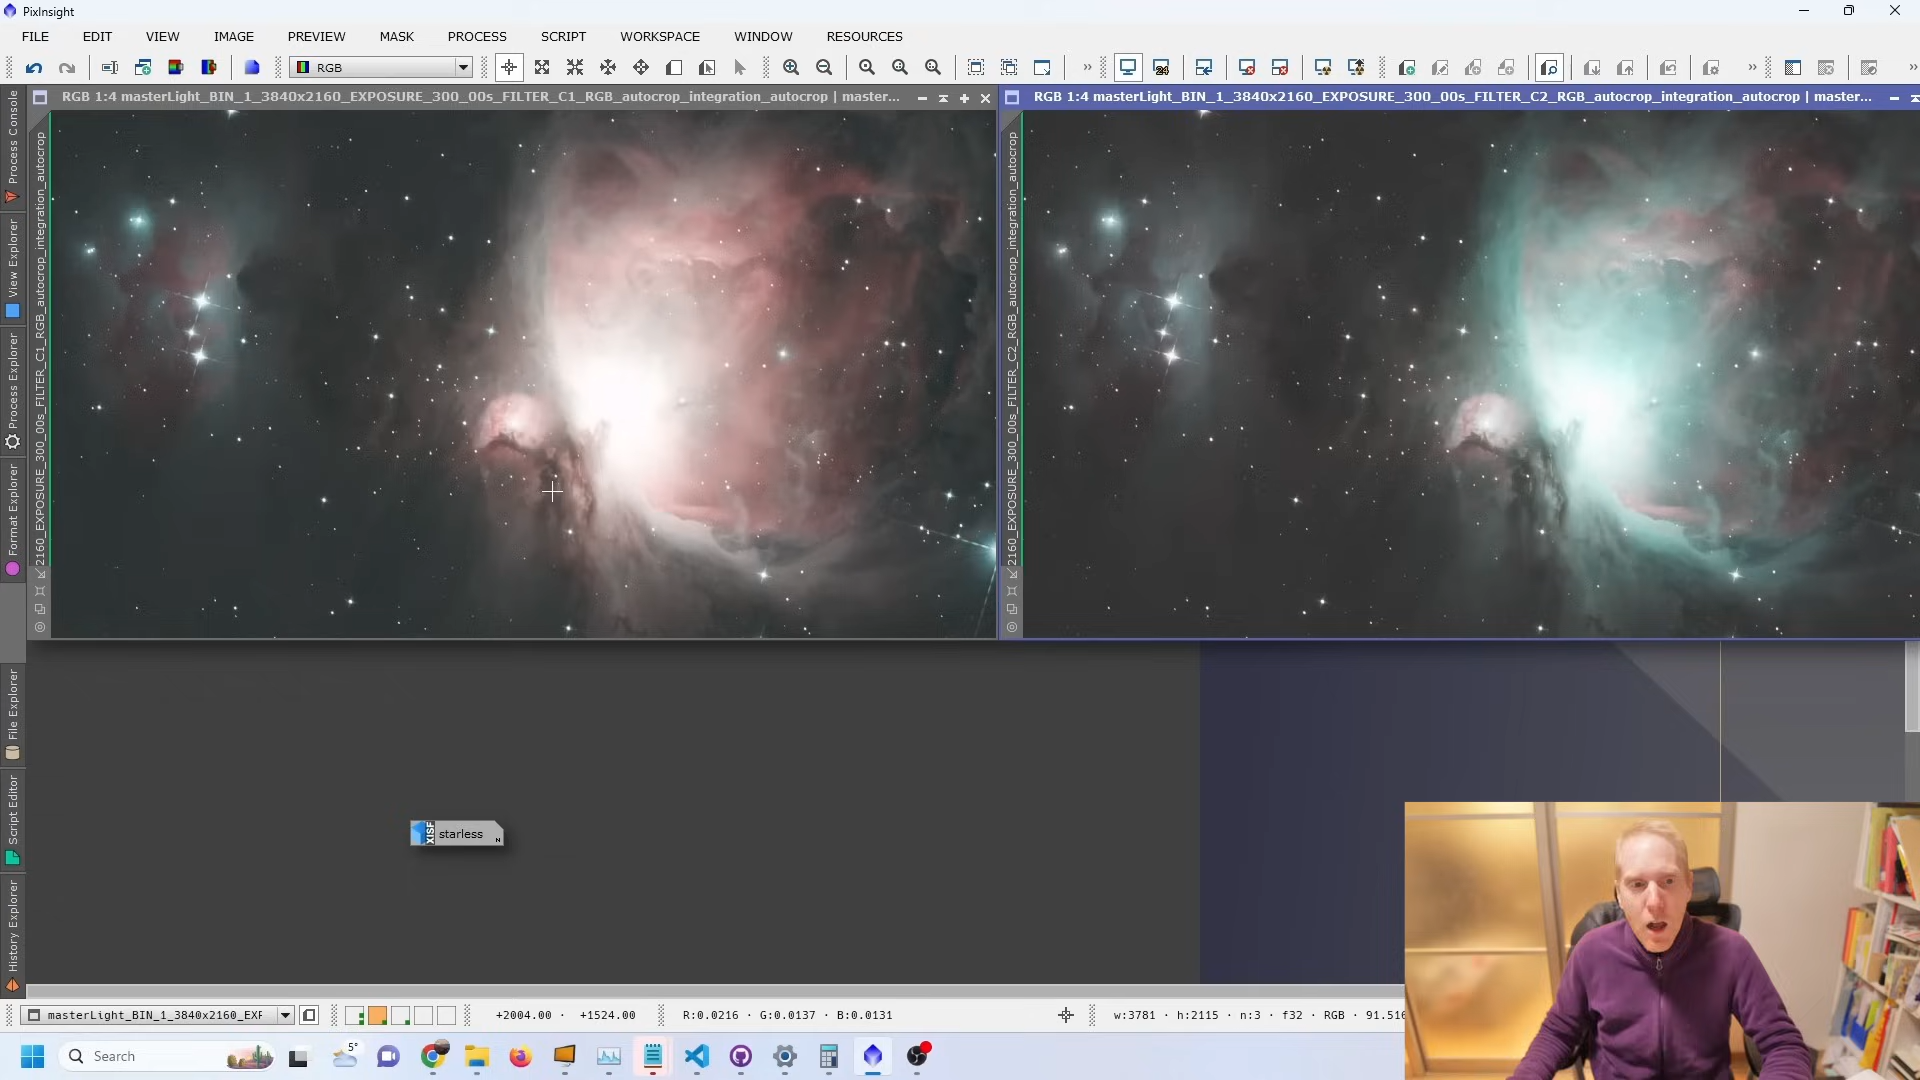 PixInsight
FILE EDIT VIEW IMAGE PREVIEW MASK PROCESS SCRIPT WORKSPACE WINDOW RESOURCES
RGB
24
RGB 1:4 masterLight_BIN_1_3840x2160_EXPOSURE_300_00s_FILTER_C1_RGB_autocrop_integration_autocrop | master...
RGB 1:4 masterLight_BIN_1_3840x2160_EXPOSURE_300_00s_FILTER_C2_RGB_autocrop_integration_autocrop | master...
Process Console
View Explorer
Process Explorer
Format Explorer
File Explorer
Script Editor
History Explorer
2160_EXPOSURE_300_00s_FILTER_C1_RGB_autocrop_integration_autocrop
2160_EXPOSURE_300_00s_FILTER_C2_RGB_autocrop_integration_autocrop
XISF
starless
N
masterLight_BIN_1_3840x2160_EXF
+2004.00 · +1524.00
R:0.0216 · G:0.0137 · B:0.0131
w:3781 · h:2115 · n:3 · f32 · RGB · 91.516
Search
5°